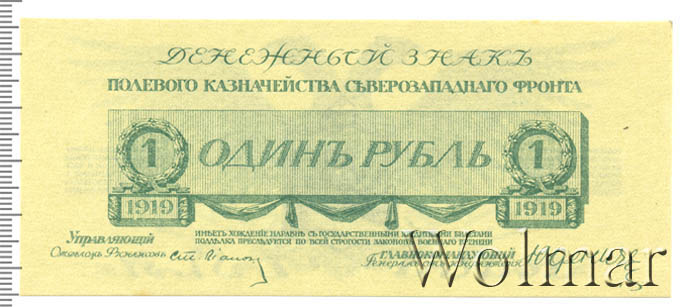 ДЕНЕЖНЫЙ ЗНАКЪ
ПОЛЕВОГО КАЗНАЧЕЙСТВА СѢВЕРОЗАПАДНАГО ФРОНТА
1 ОДИНЪ РУБЛЬ 1
1919 1919
ИМѢЕТЪ ХОЖДЕНІЕ НАРАВНѢ СЪ ГОСУДАРСТВЕННЫМИ КРЕДИТНЫМИ БИЛЕТАМИ
ПОДДѢЛКА ПРЕСЛѢДУЕТСЯ ПО ВСЕЙ СТРОГОСТИ ЗАКОНОВЪ ВОЕННАГО ВРЕМЕНИ
Управляющій
ГЛАВНОКОМАНДУЮЩІЙ
Wolmar